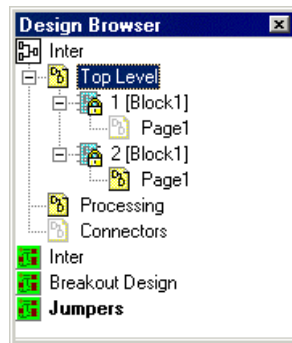 Design Browser
Inter
Top Level
1 [Block1]
Page1
2 [Block1]
Page1
Processing
Connectors
Inter
Breakout Design
Jumpers